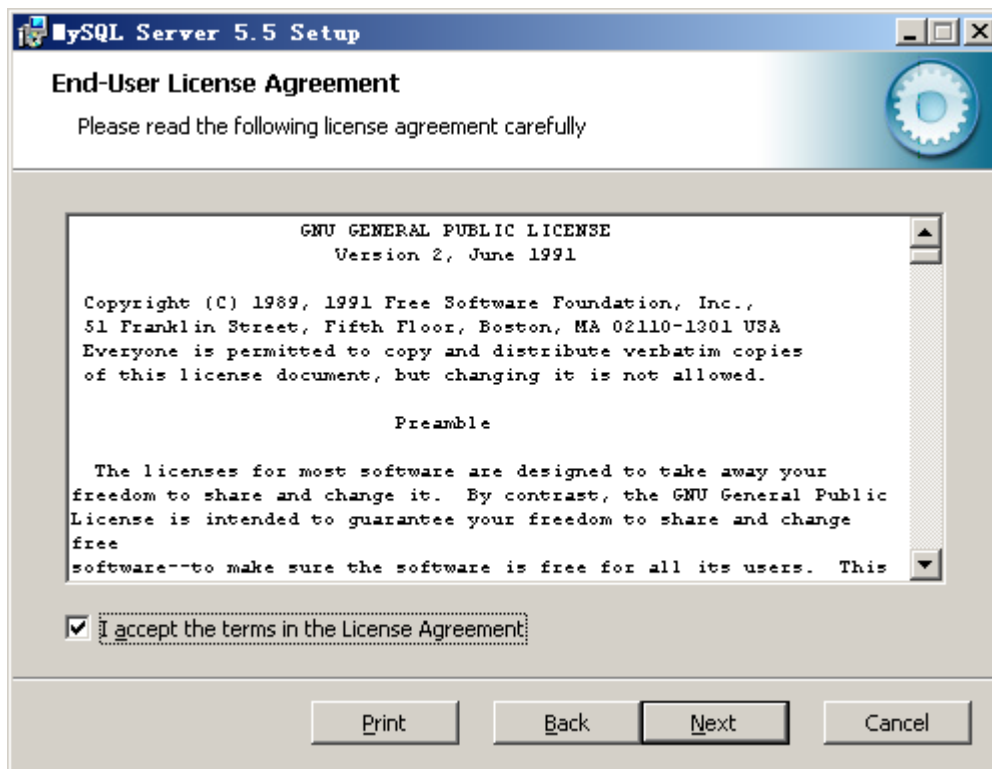 MySQL Server 5.5 Setup
End-User License Agreement
Please read the following license agreement carefully
GNU GENERAL PUBLIC LICENSE
Version 2, June 1991
Copyright (C) 1989, 1991 Free Software Foundation, Inc.,
51 Franklin Street, Fifth Floor, Boston, MA 02110-1301 USA
Everyone is permitted to copy and distribute verbatim copies
of this license document, but changing it is not allowed.
Preamble
The licenses for most software are designed to take away your
freedom to share and change it. By contrast, the GNU General Public
License is intended to guarantee your freedom to share and change
free
software--to make sure the software is free for all its users. This
I accept the terms in the License Agreement
Print Back Next Cancel